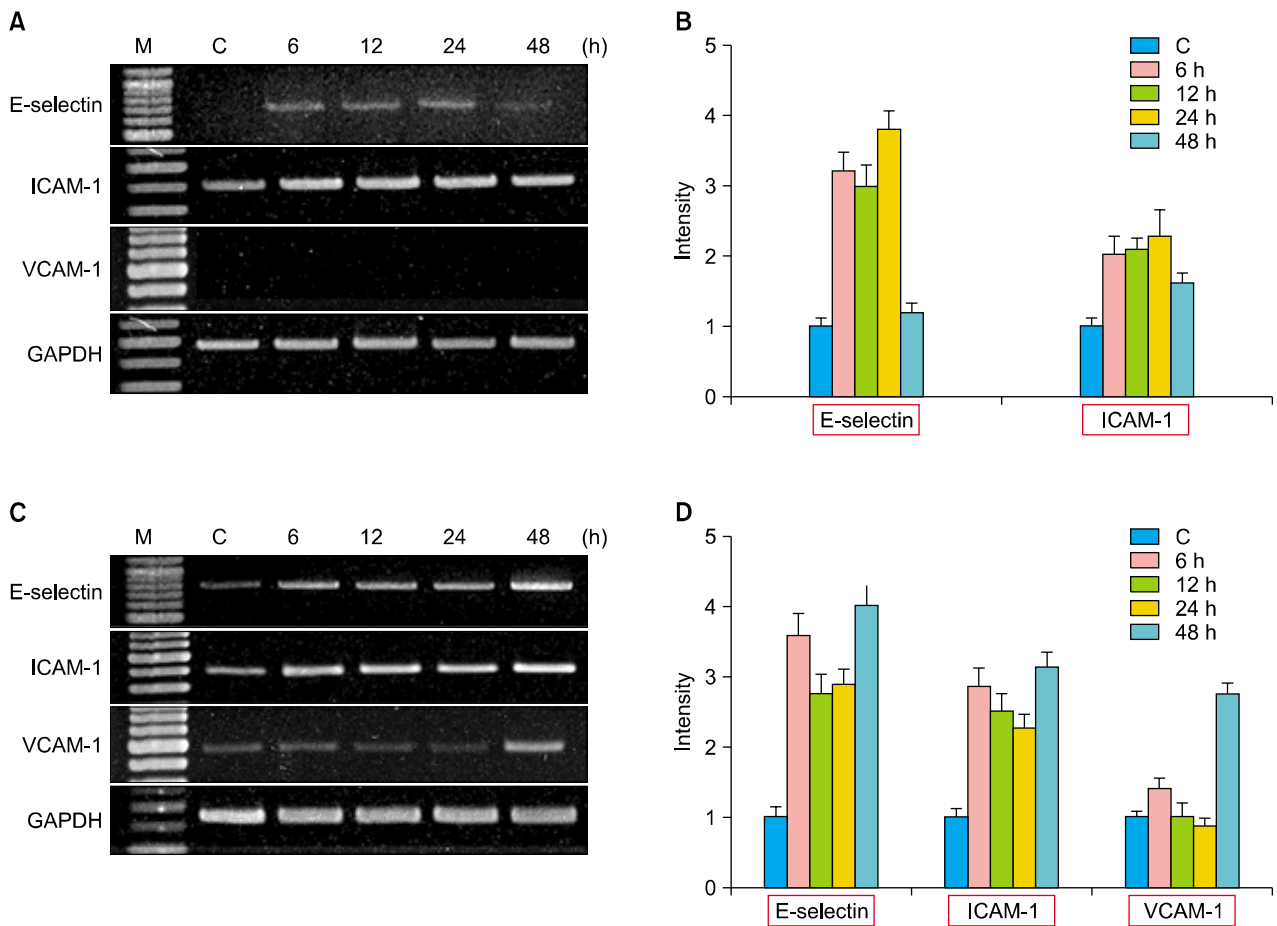 A
M C 6 12 24 48 (h)
E-selectin
ICAM-1
VCAM-1
GAPDH
B
5
4
3
2
1
0
Intensity
C
6 h
12 h
24 h
48 h
E-selectin ICAM-1
C
M C 6 12 24 48 (h)
E-selectin
ICAM-1
VCAM-1
GAPDH
D
5
4
3
2
1
0
Intensity
C
6 h
12 h
24 h
48 h
E-selectin ICAM-1 VCAM-1